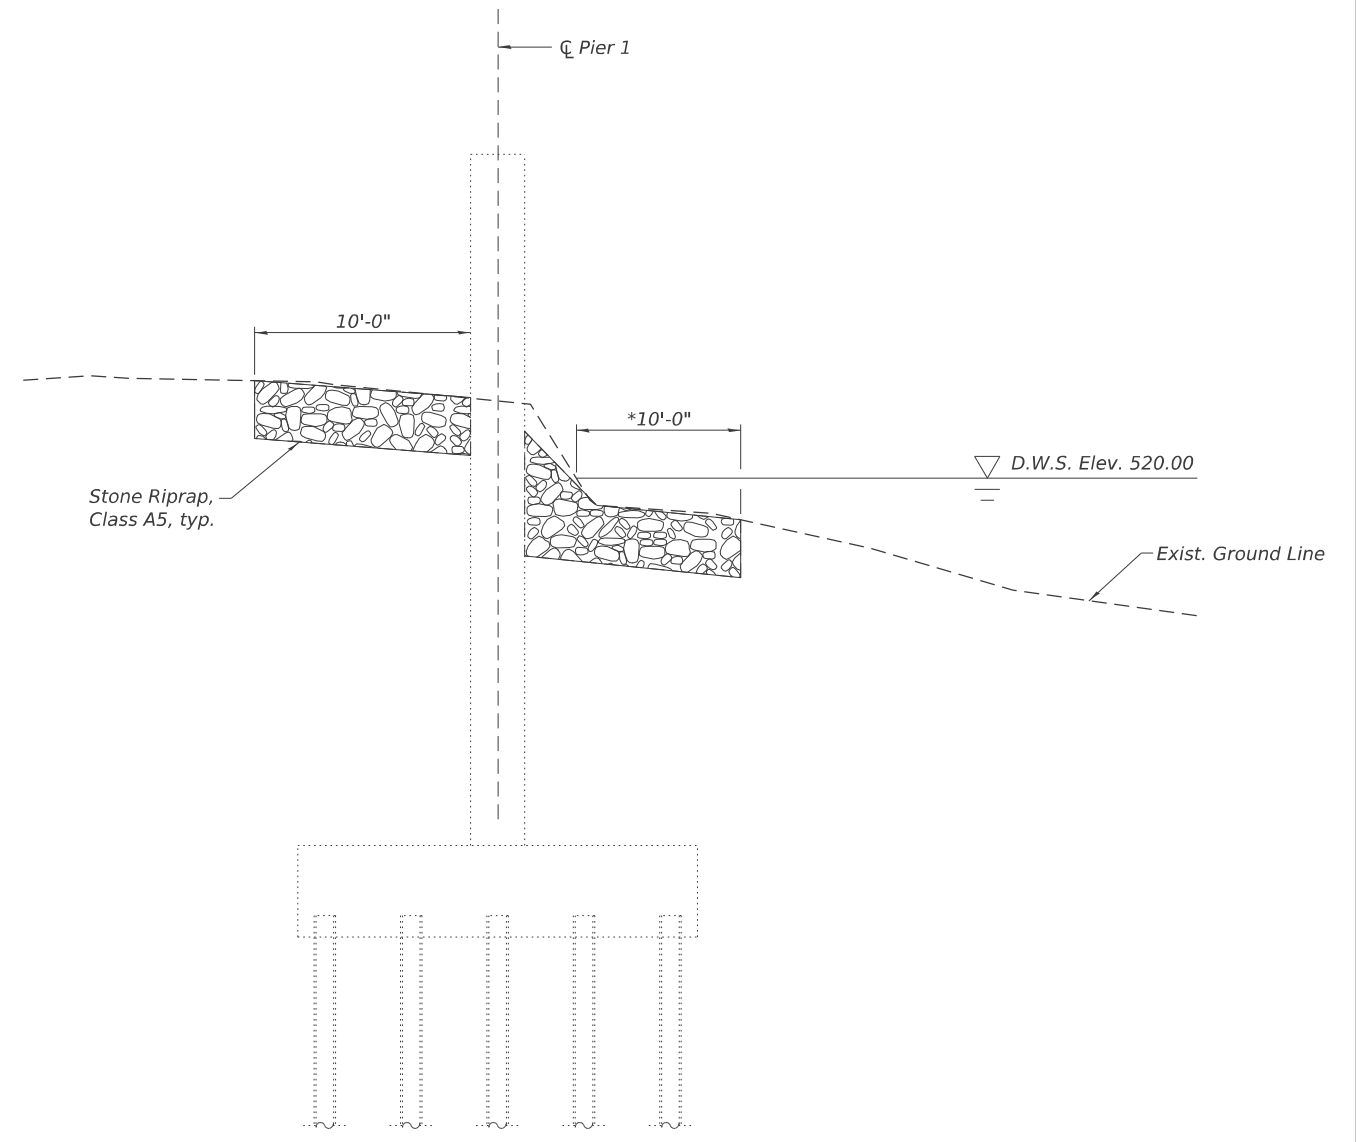 ℄ Pier 1
10'-0"
*10'-0"
D.W.S. Elev. 520.00
Stone Riprap,
Class A5, typ.
Exist. Ground Line